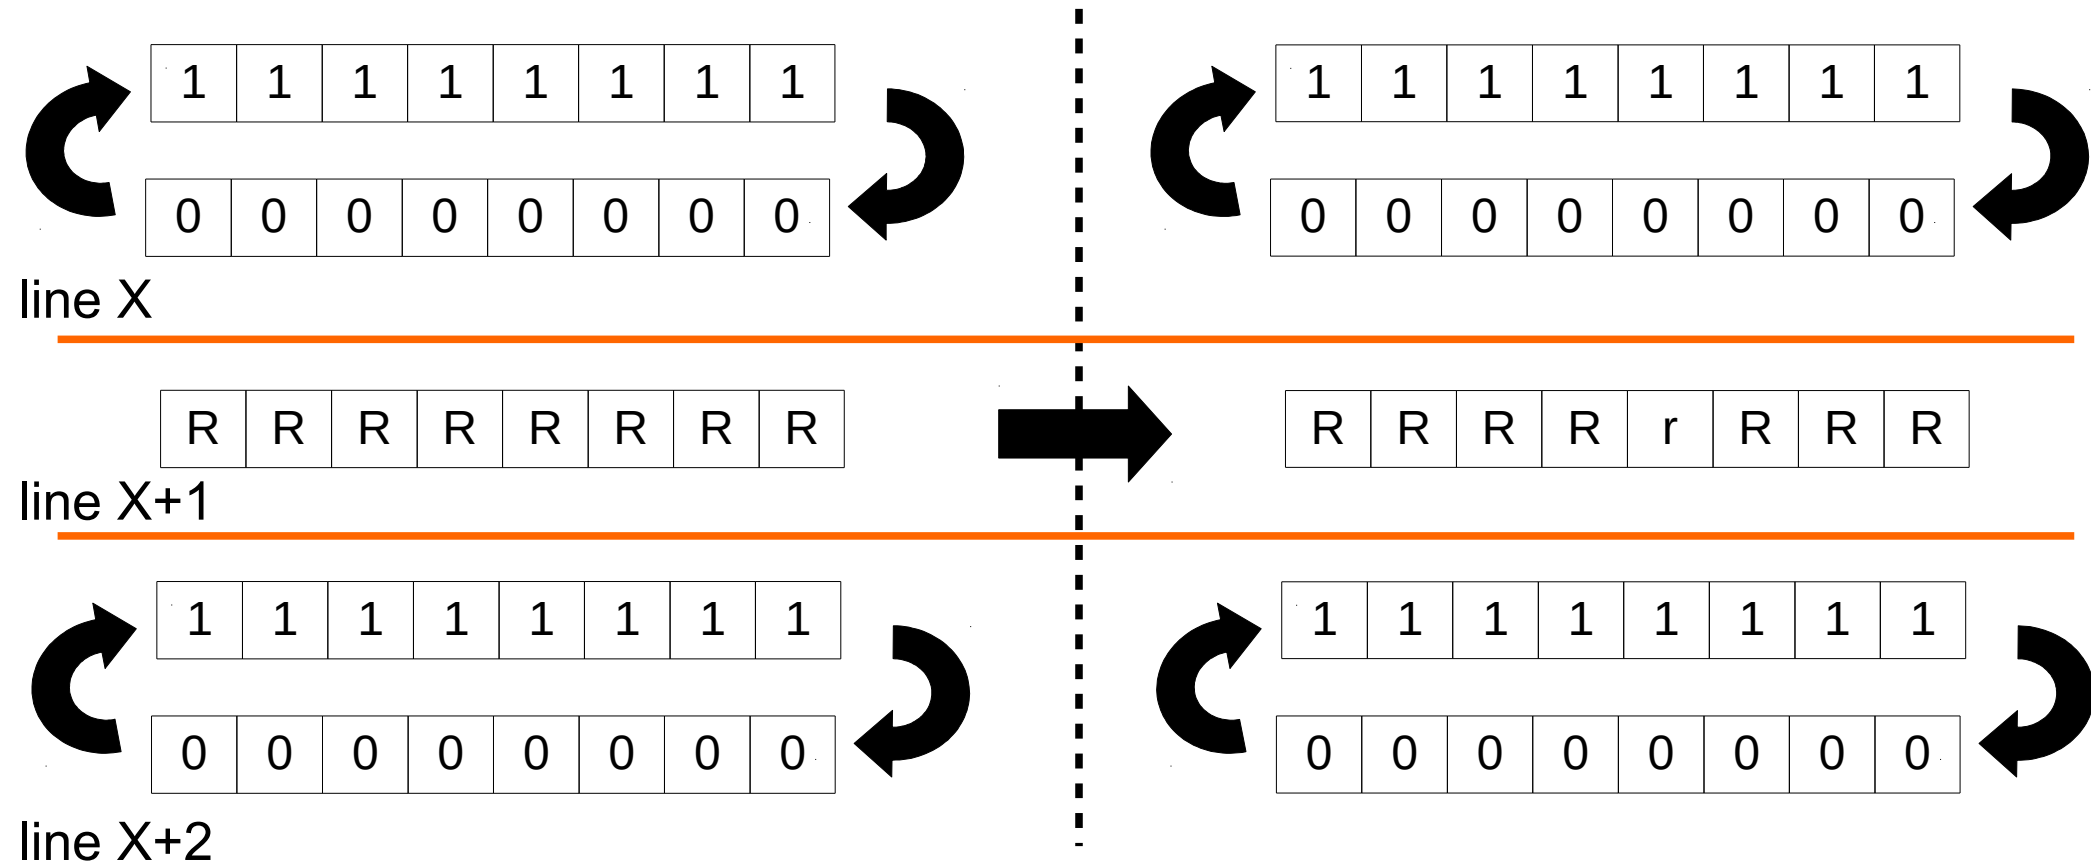 1 1 1 1 1 1 1 1 1 1 1 1 1 1 1 1
0 0 0 0 0 0 0 0 0 0 0 0 0 0 0 0
line X
R R R R R R R R R R R R r R R R
line X+1
1 1 1 1 1 1 1 1 1 1 1 1 1 1 1 1
0 0 0 0 0 0 0 0 0 0 0 0 0 0 0 0
line X+2